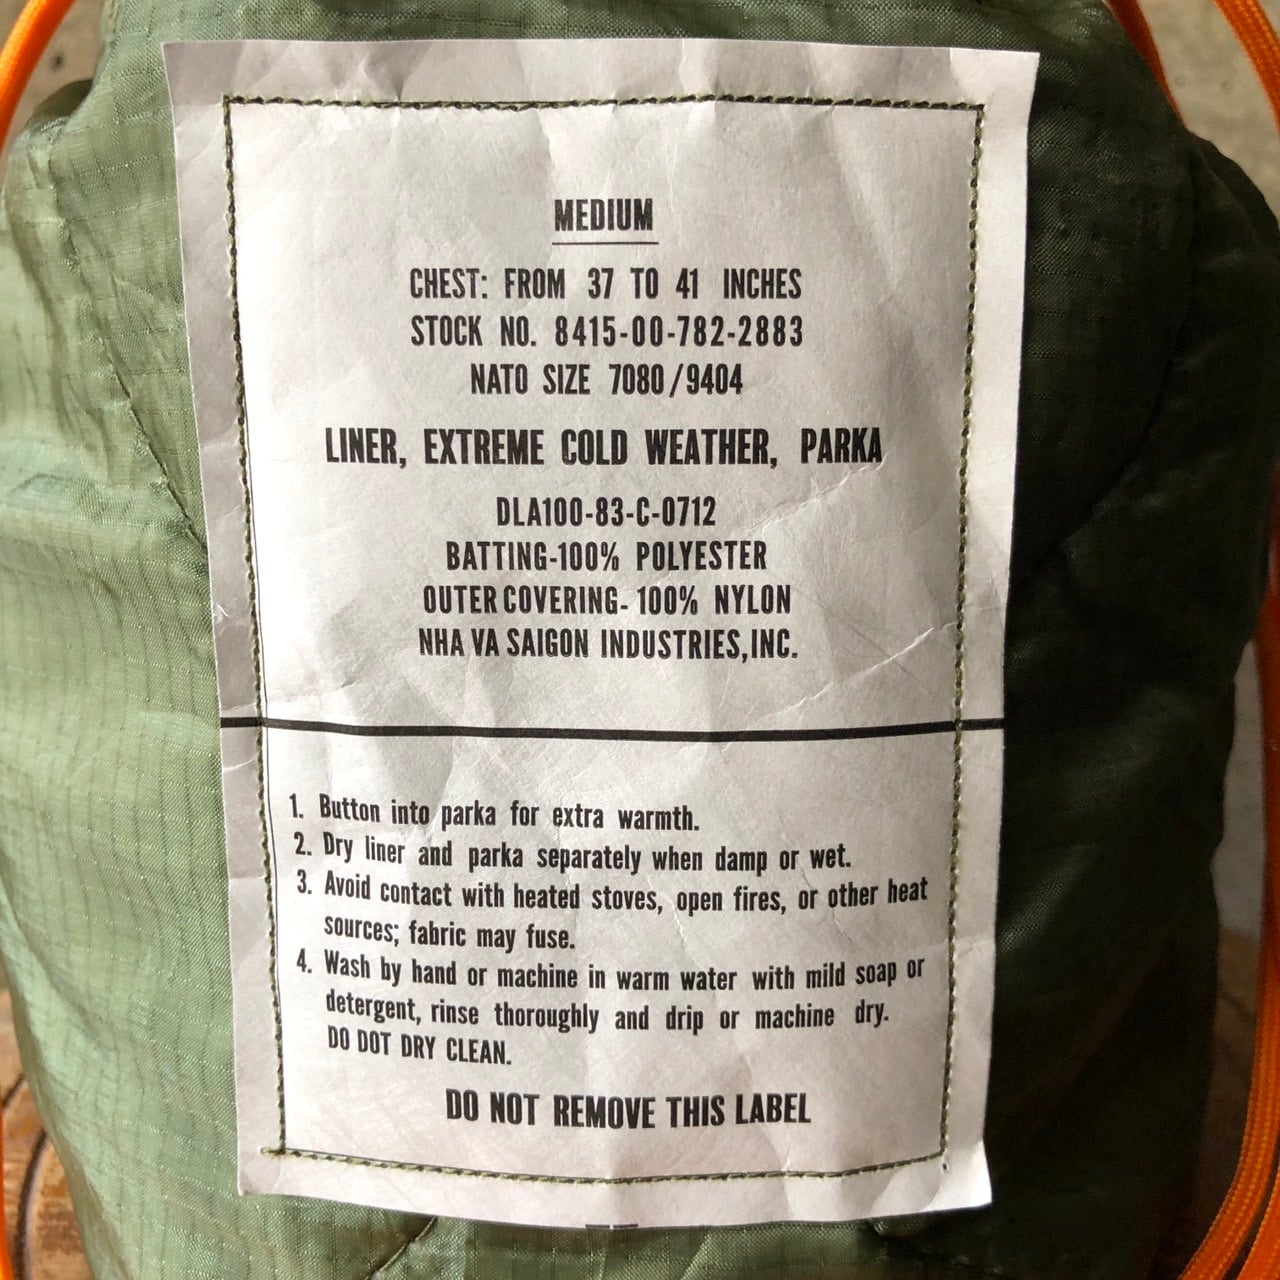 MEDIUM
CHEST: FROM 37 TO 41 INCHES
STOCK NO. 8415-00-782-2883
NATO SIZE 7080/9404
LINER, EXTREME COLD WEATHER, PARKA
DLA100-83-C-0712
BATTING-100% POLYESTER
OUTER COVERING- 100% NYLON
NHA VA SAIGON INDUSTRIES,INC.
1. Button into parka for extra warmth.
2. Dry liner and parka separately when damp or wet.
3. Avoid contact with heated stoves, open fires, or other heat
sources; fabric may fuse.
4. Wash by hand or machine in warm water with mild soap or
detergent, rinse thoroughly and drip or machine dry.
DO DOT DRY CLEAN.
DO NOT REMOVE THIS LABEL